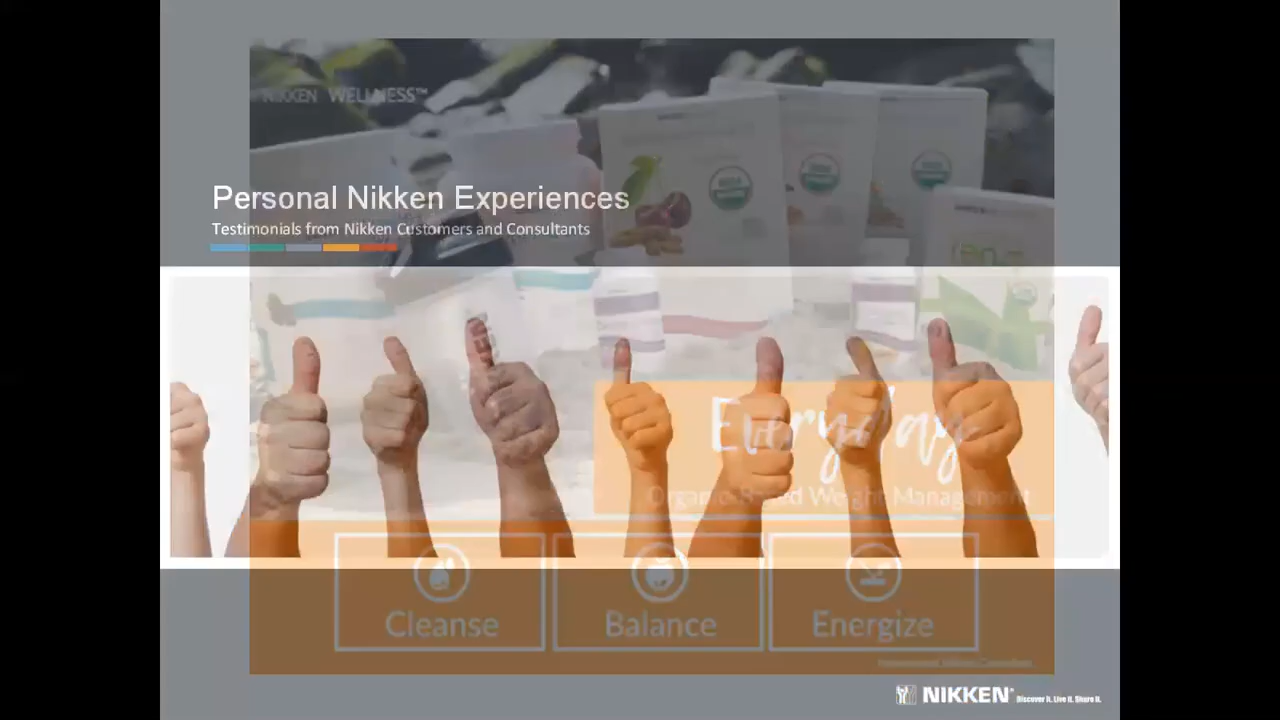 NIKKEN WELLNESS™
Personal Nikken Experiences
Testimonials from Nikken Customers and Consultants
Everyday
Organic-Based Weight Management
Cleanse
Balance
Energize
NIKKEN®
Discover it. Live it. Share it.